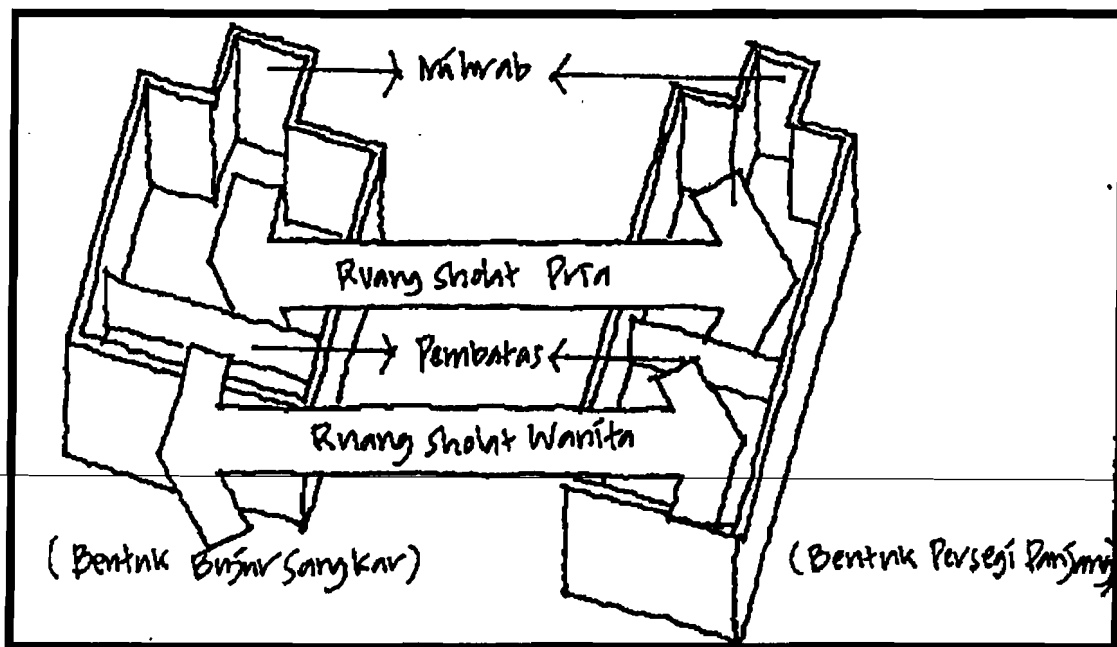 Mihrab
Ruang Sholat Pria
Pembatas
Ruang Sholat Wanita
(Bentuk Bujur Sangkar)
(Bentuk Persegi Panjang)